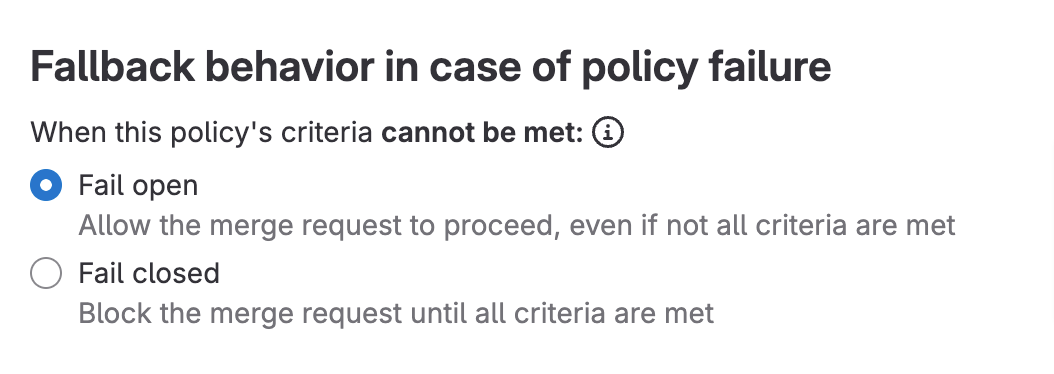 Fallback behavior in case of policy failure
When this policy's criteria cannot be met:
Fail open
Allow the merge request to proceed, even if not all criteria are met
Fail closed
Block the merge request until all criteria are met